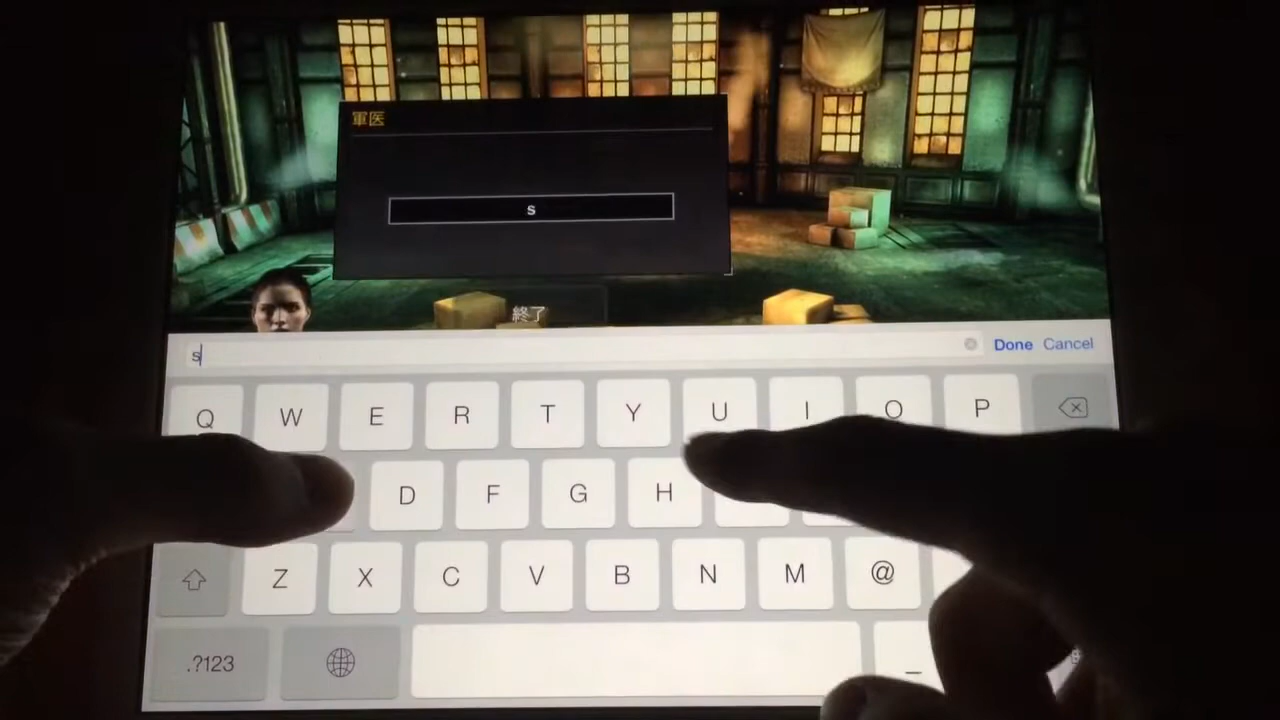 軍医
s
終了
s
Done Cancel
Q W E R T Y U I O P
D F G H
Z X C V B N M @
.?123 _